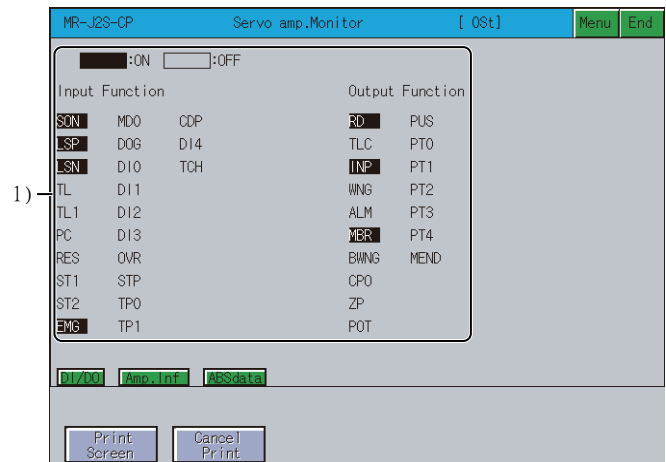 MR-J2S-CP Servo amp.Monitor [ OSt] Menu End
:ON :OFF
Input Function Output Function
SON MDO CDP RD PUS
LSP DOG DI4 TLC PT0
LSN DI0 TCH INP PT1
TL DI1 WNG PT2
TL1 DI2 ALM PT3
PC DI3 MBR PT4
RES OVR BWNG MEND
ST1 STP CPO
ST2 TP0 ZP
EMG TP1 POT
1)
DI/DO Amp.Inf ABSdata
Print Screen Cancel Print